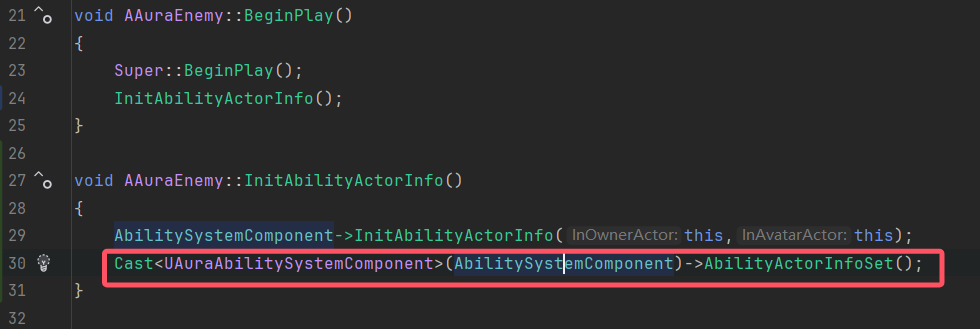 21 void AAuraEnemy::BeginPlay()
22 {
23 Super::BeginPlay();
24 InitAbilityActorInfo();
25 }
26
27 void AAuraEnemy::InitAbilityActorInfo()
28 {
29 AbilitySystemComponent->InitAbilityActorInfo( InOwnerActor: this, InAvatarActor: this);
30 Cast<UAuraAbilitySystemComponent>(AbilitySystemComponent)->AbilityActorInfoSet();
31 }
32